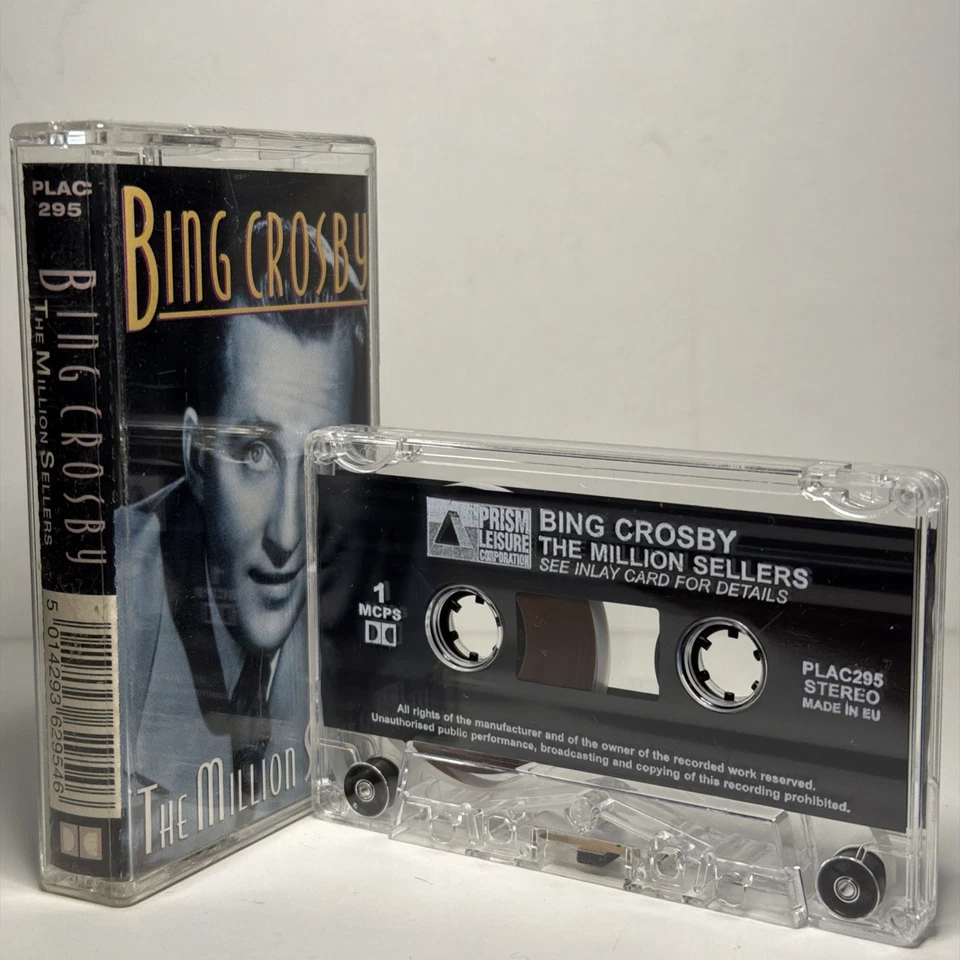 PLAC
295
BING CROSBY
THE MILLION SELLERS
5 014293 629546
BING CROSBY
THE MILLION S
PRISM
LEISURE
CORPORATION
BING CROSBY
THE MILLION SELLERS
SEE INLAY CARD FOR DETAILS
1
MCPS
PLAC295
STEREO
MADE IN EU
All rights of the manufacturer and of the owner of the recorded work reserved.
Unauthorised public performance, broadcasting and copying of this recording prohibited.